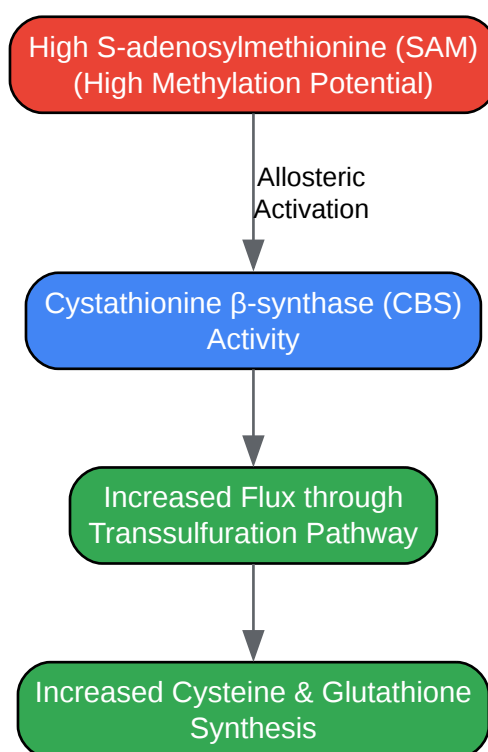 High S-adenosylmethionine (SAM)
(High Methylation Potential)
Allosteric
Activation
Cystathionine β-synthase (CBS)
Activity
Increased Flux through
Transsulfuration Pathway
Increased Cysteine & Glutathione
Synthesis